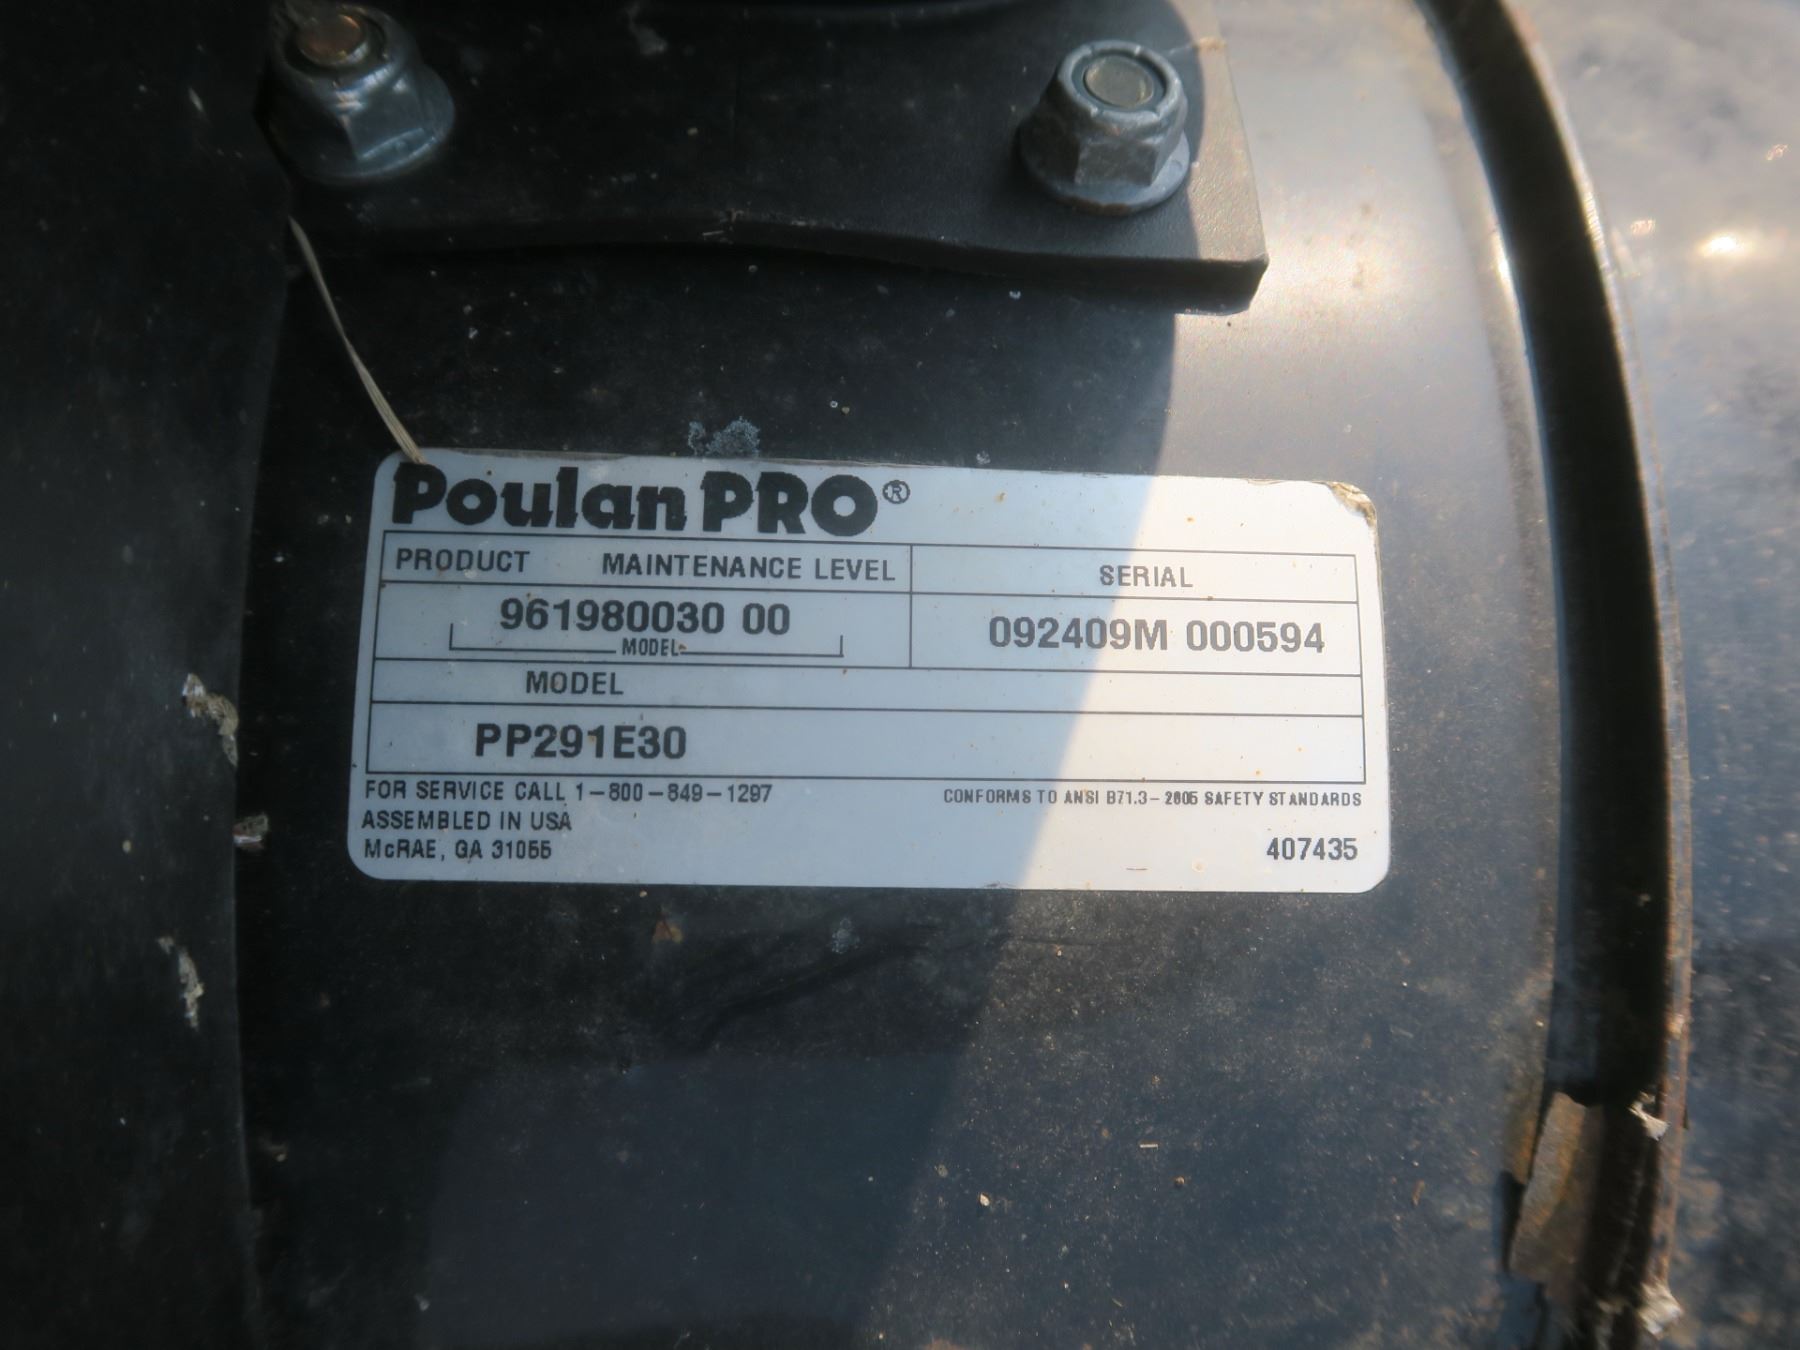 Poulan PRO®
PRODUCT MAINTENANCE LEVEL SERIAL
961980030 00 092409M 000594
MODEL
MODEL
PP291E30
FOR SERVICE CALL 1-800-849-1297 CONFORMS TO ANSI B71.3-2005 SAFETY STANDARDS
ASSEMBLED IN USA
McRAE, GA 31055 407435